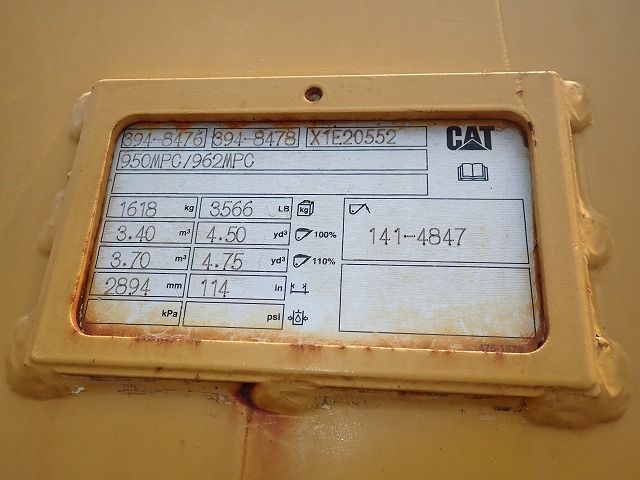 394-8476 394-8478 X1E20552 CAT
950MPC/962MPC
1618 kg 3566 LB kg
3.40 m³ 4.50 yd³ 100%
141-4847
3.70 m³ 4.75 yd³ 110%
2894 mm 114 in
kPa psi